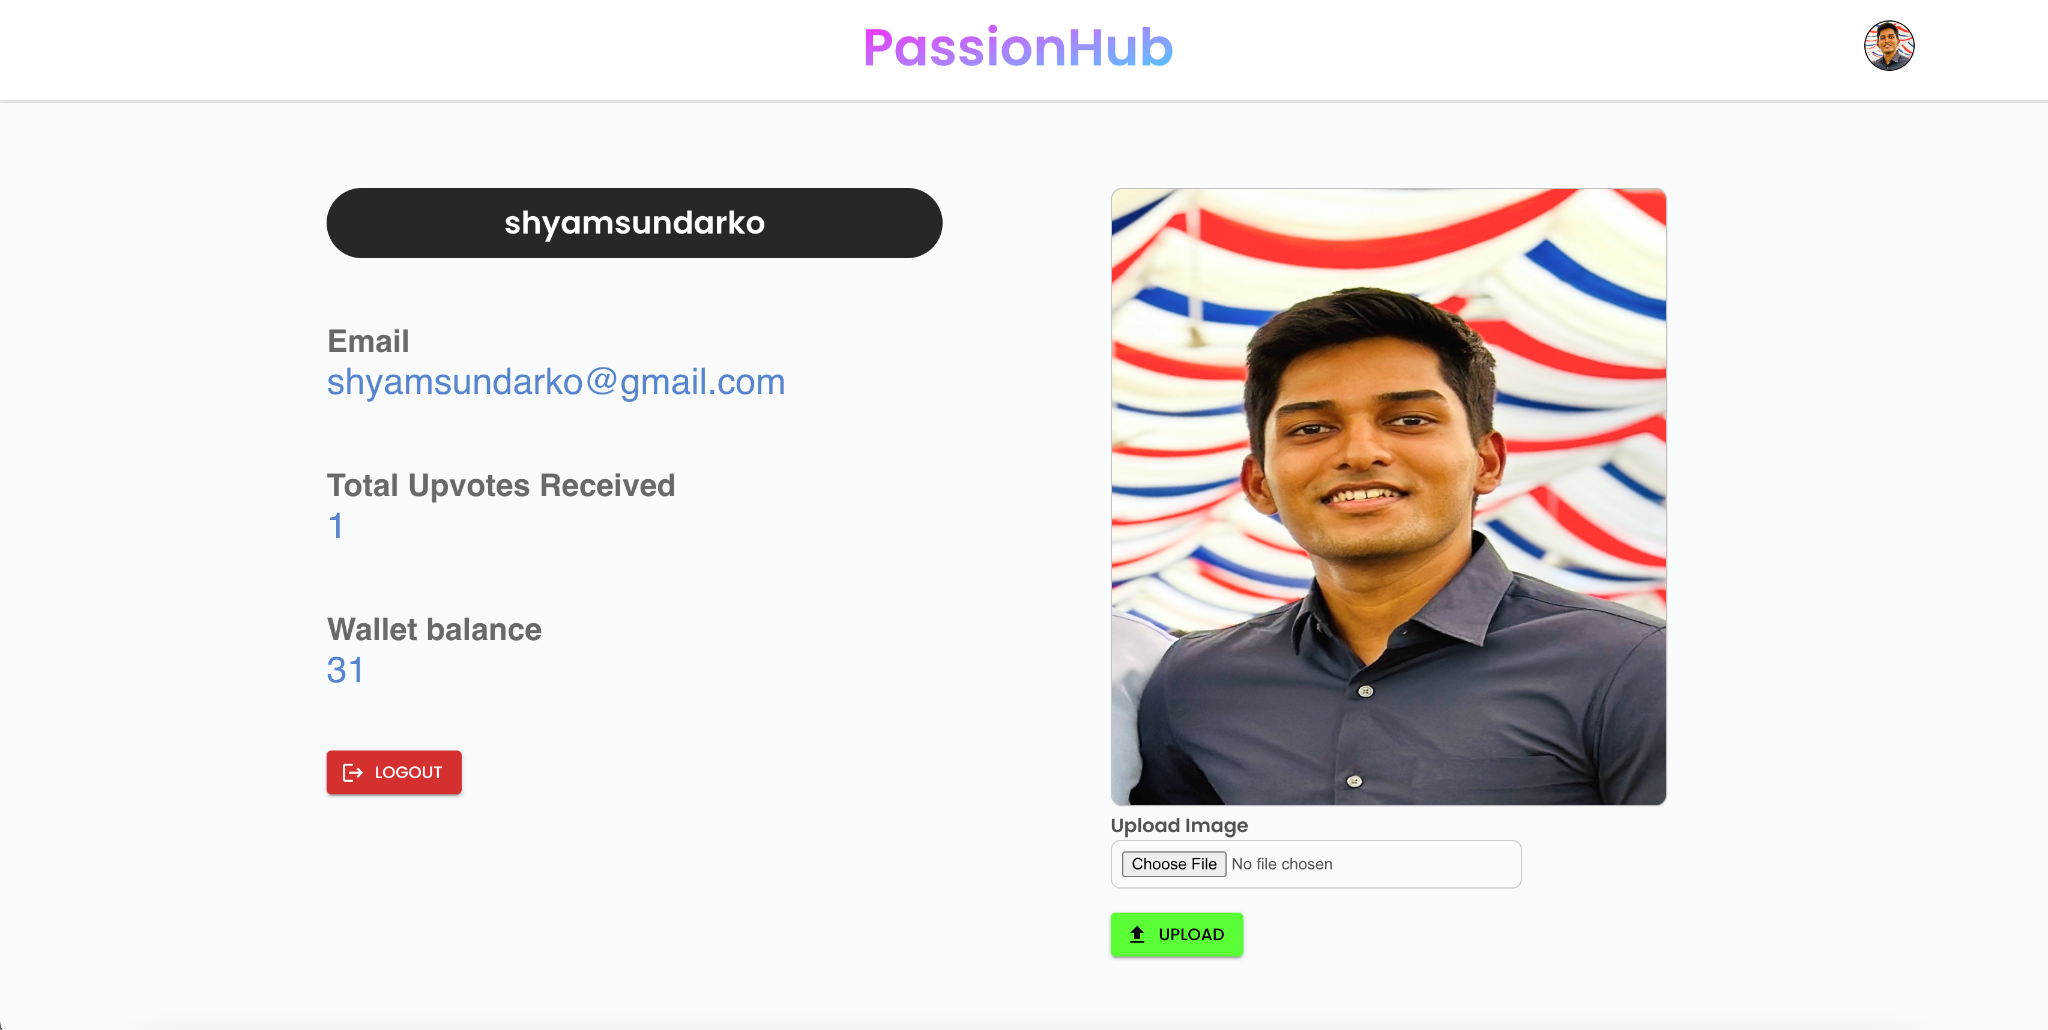 PassionHub
shyamsundarko
Email
shyamsundarko@gmail.com
Total Upvotes Received
1
Wallet balance
31
LOGOUT
Upload Image
Choose File No file chosen
UPLOAD